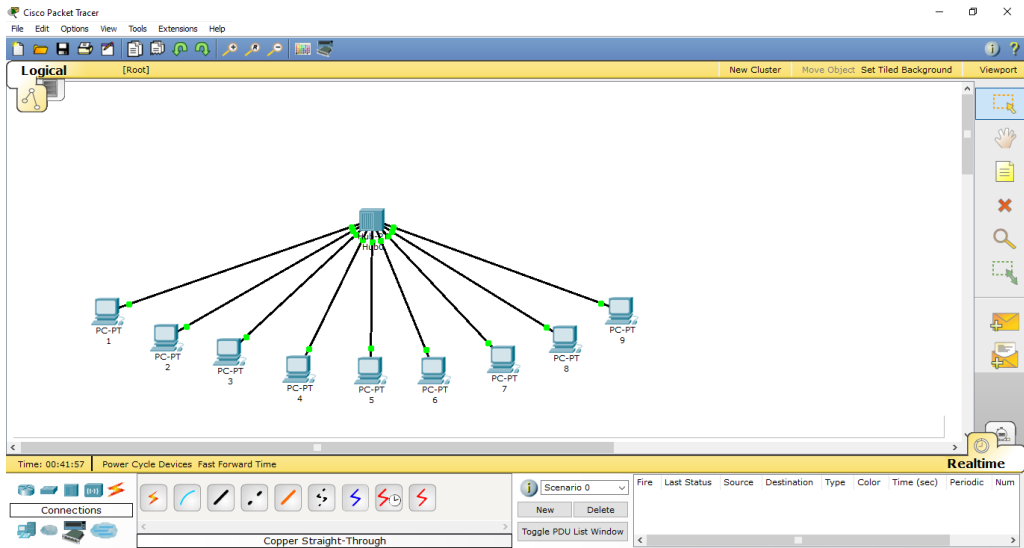 Cisco Packet Tracer
File Edit Options View Tools Extensions Help
Logical
[Root]
New Cluster Move Object Set Tiled Background Viewport
Hub0
PC-PT
1
PC-PT
2
PC-PT
3
PC-PT
4
PC-PT
5
PC-PT
6
PC-PT
7
PC-PT
8
PC-PT
9
Time: 00:41:57 Power Cycle Devices Fast Forward Time
Realtime
Connections
Copper Straight-Through
Scenario 0
New Delete
Toggle PDU List Window
Fire Last Status Source Destination Type Color Time (sec) Periodic Num